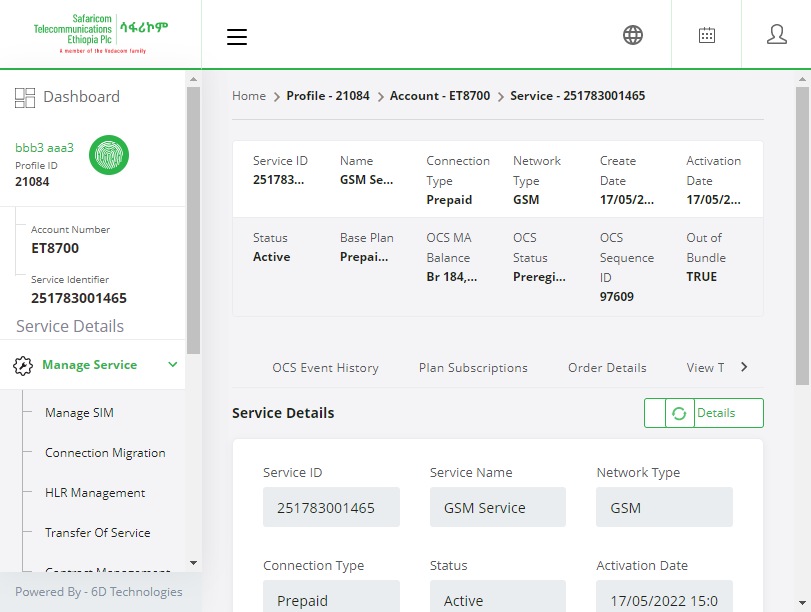 Safaricom
Telecommunications
Ethiopia Plc
ሳፋሪኮም
A member of the Vodacom family
Home > Profile - 21084 > Account - ET8700 > Service - 251783001465
Dashboard
bbb3 aaa3
Profile ID
21084
Account Number
ET8700
Service Identifier
251783001465
Service Details
Manage Service
Manage SIM
Connection Migration
HLR Management
Transfer Of Service
Contract Management
Powered By - 6D Technologies
Service ID
251783...
Name
GSM Se...
Connection
Type
Prepaid
Network
Type
GSM
Create
Date
17/05/2...
Activation
Date
17/05/2...
Status
Active
Base Plan
Prepai...
OCS MA
Balance
Br 184,...
OCS
Status
Preregi...
OCS
Sequence
ID
97609
Out of
Bundle
TRUE
OCS Event History
Plan Subscriptions
Order Details
View T
Service Details
Details
Service ID
251783001465
Service Name
GSM Service
Network Type
GSM
Connection Type
Prepaid
Status
Active
Activation Date
17/05/2022 15:0